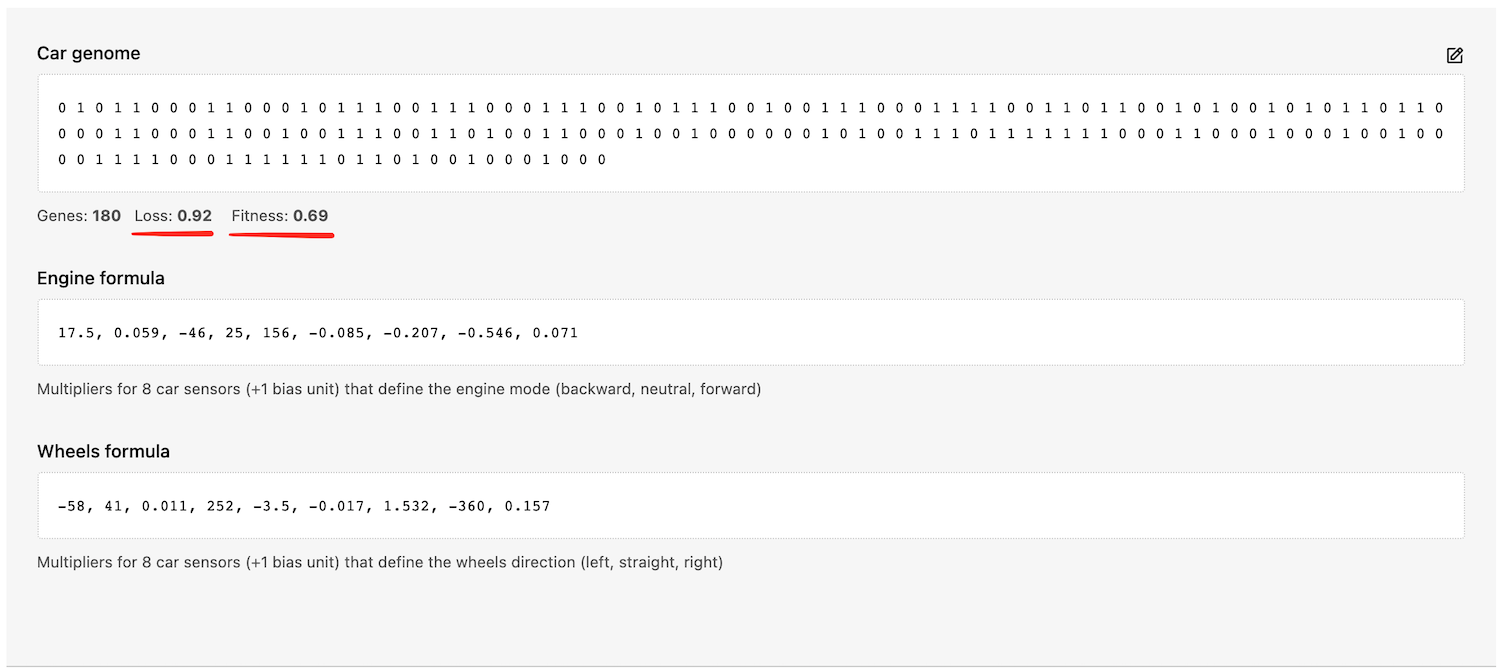 Car genome
0 1 0 1 1 0 0 0 1 1 0 0 0 1 0 1 1 1 0 0 1 1 1 0 0 0 1 1 1 0 0 1 0 1 1 1 0 0 1 0 0 1 1 1 0 0 0 1 1 1 1 0 0 1 1 0 1 1 0 0 1 0 1 0 0 1 0 1 0 1 1 0 1 1 0
0 0 0 1 1 0 0 0 1 1 0 0 1 0 0 1 1 1 0 0 1 1 0 1 0 0 1 1 0 0 0 1 0 0 1 0 0 0 0 0 0 1 0 1 0 0 1 1 1 0 1 1 1 1 1 1 1 0 0 0 1 1 0 0 0 1 0 0 0 1 0 0 1 0 0
0 0 1 1 1 1 0 0 0 1 1 1 1 1 1 0 1 1 0 1 0 0 1 0 0 0 1 0 0 0
Genes: 180 Loss: 0.92 Fitness: 0.69
Engine formula
17.5, 0.059, -46, 25, 156, -0.085, -0.207, -0.546, 0.071
Multipliers for 8 car sensors (+1 bias unit) that define the engine mode (backward, neutral, forward)
Wheels formula
-58, 41, 0.011, 252, -3.5, -0.017, 1.532, -360, 0.157
Multipliers for 8 car sensors (+1 bias unit) that define the wheels direction (left, straight, right)